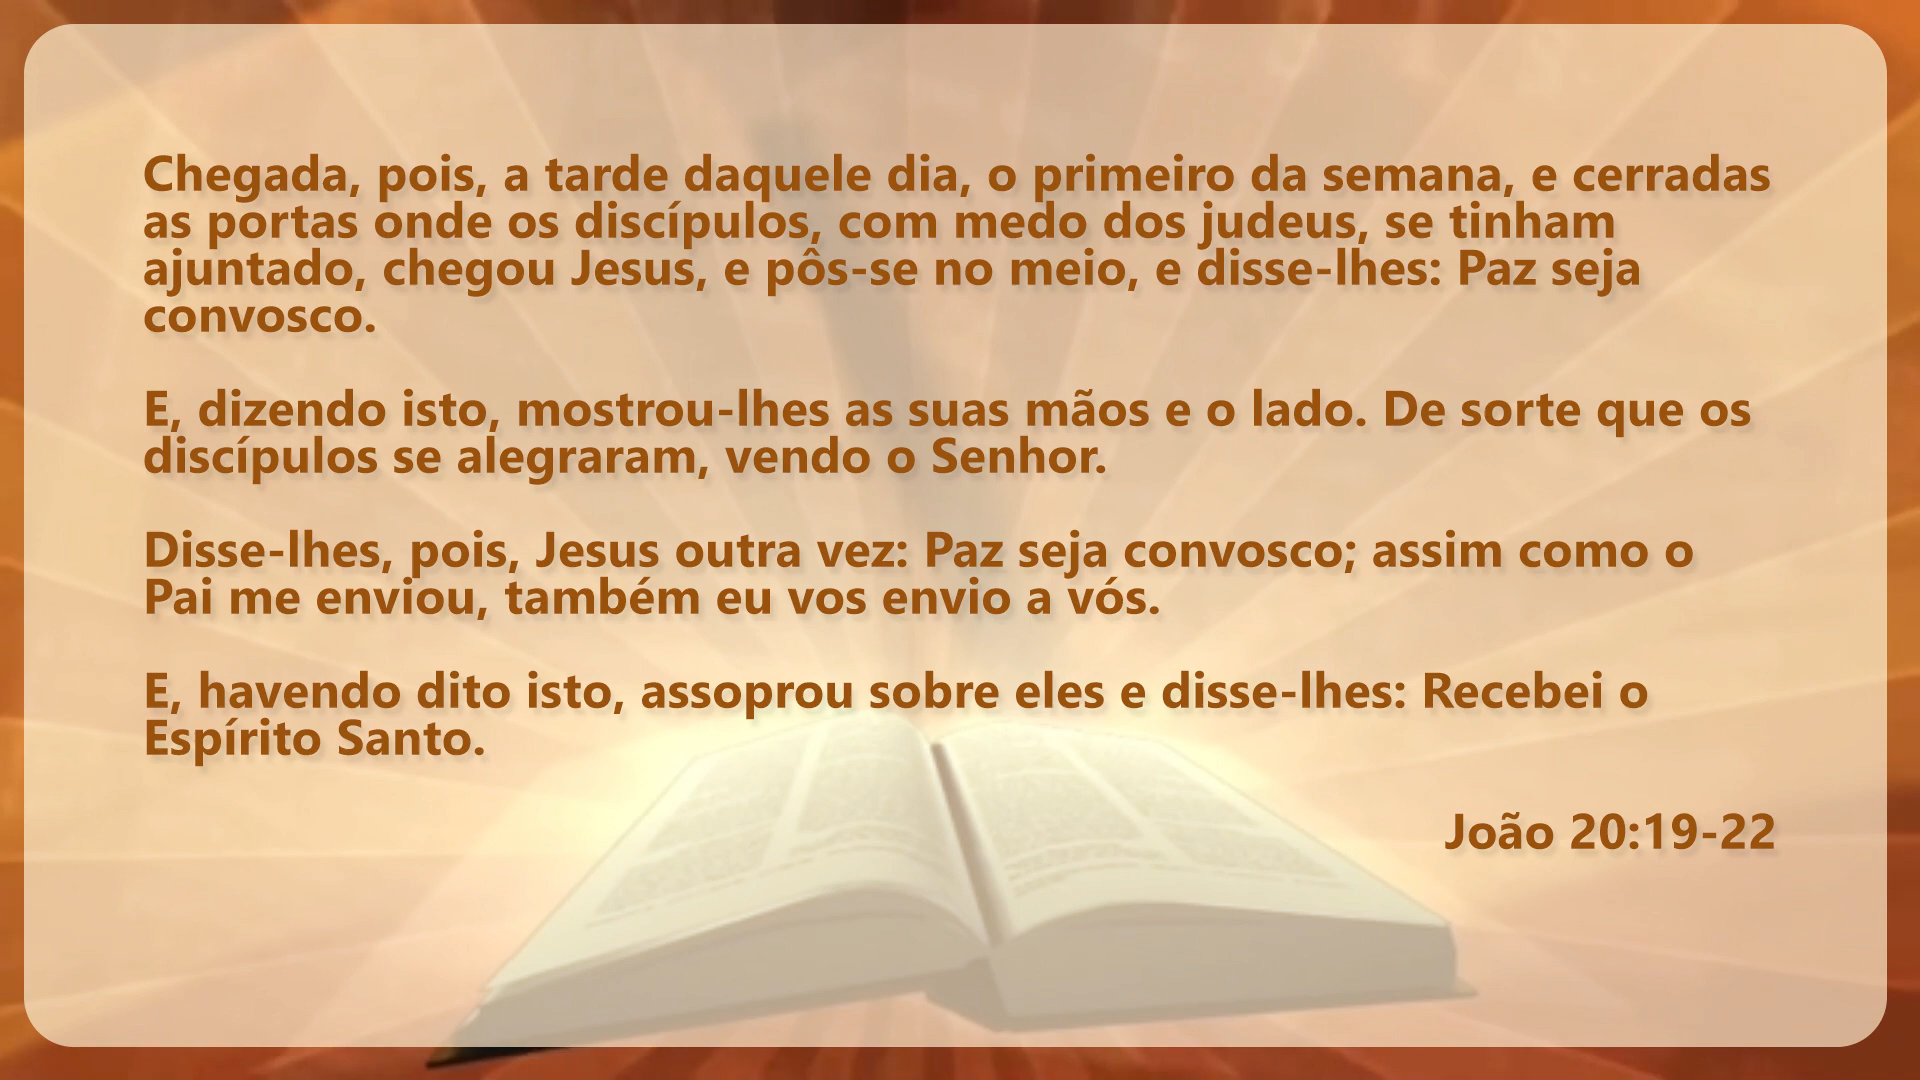 Chegada, pois, a tarde daquele dia, o primeiro da semana, e cerradas
as portas onde os discípulos, com medo dos judeus, se tinham
ajuntado, chegou Jesus, e pôs-se no meio, e disse-lhes: Paz seja
convosco.
E, dizendo isto, mostrou-lhes as suas mãos e o lado. De sorte que os
discípulos se alegraram, vendo o Senhor.
Disse-lhes, pois, Jesus outra vez: Paz seja convosco; assim como o
Pai me enviou, também eu vos envio a vós.
E, havendo dito isto, assoprou sobre eles e disse-lhes: Recebei o
Espírito Santo.
João 20:19-22